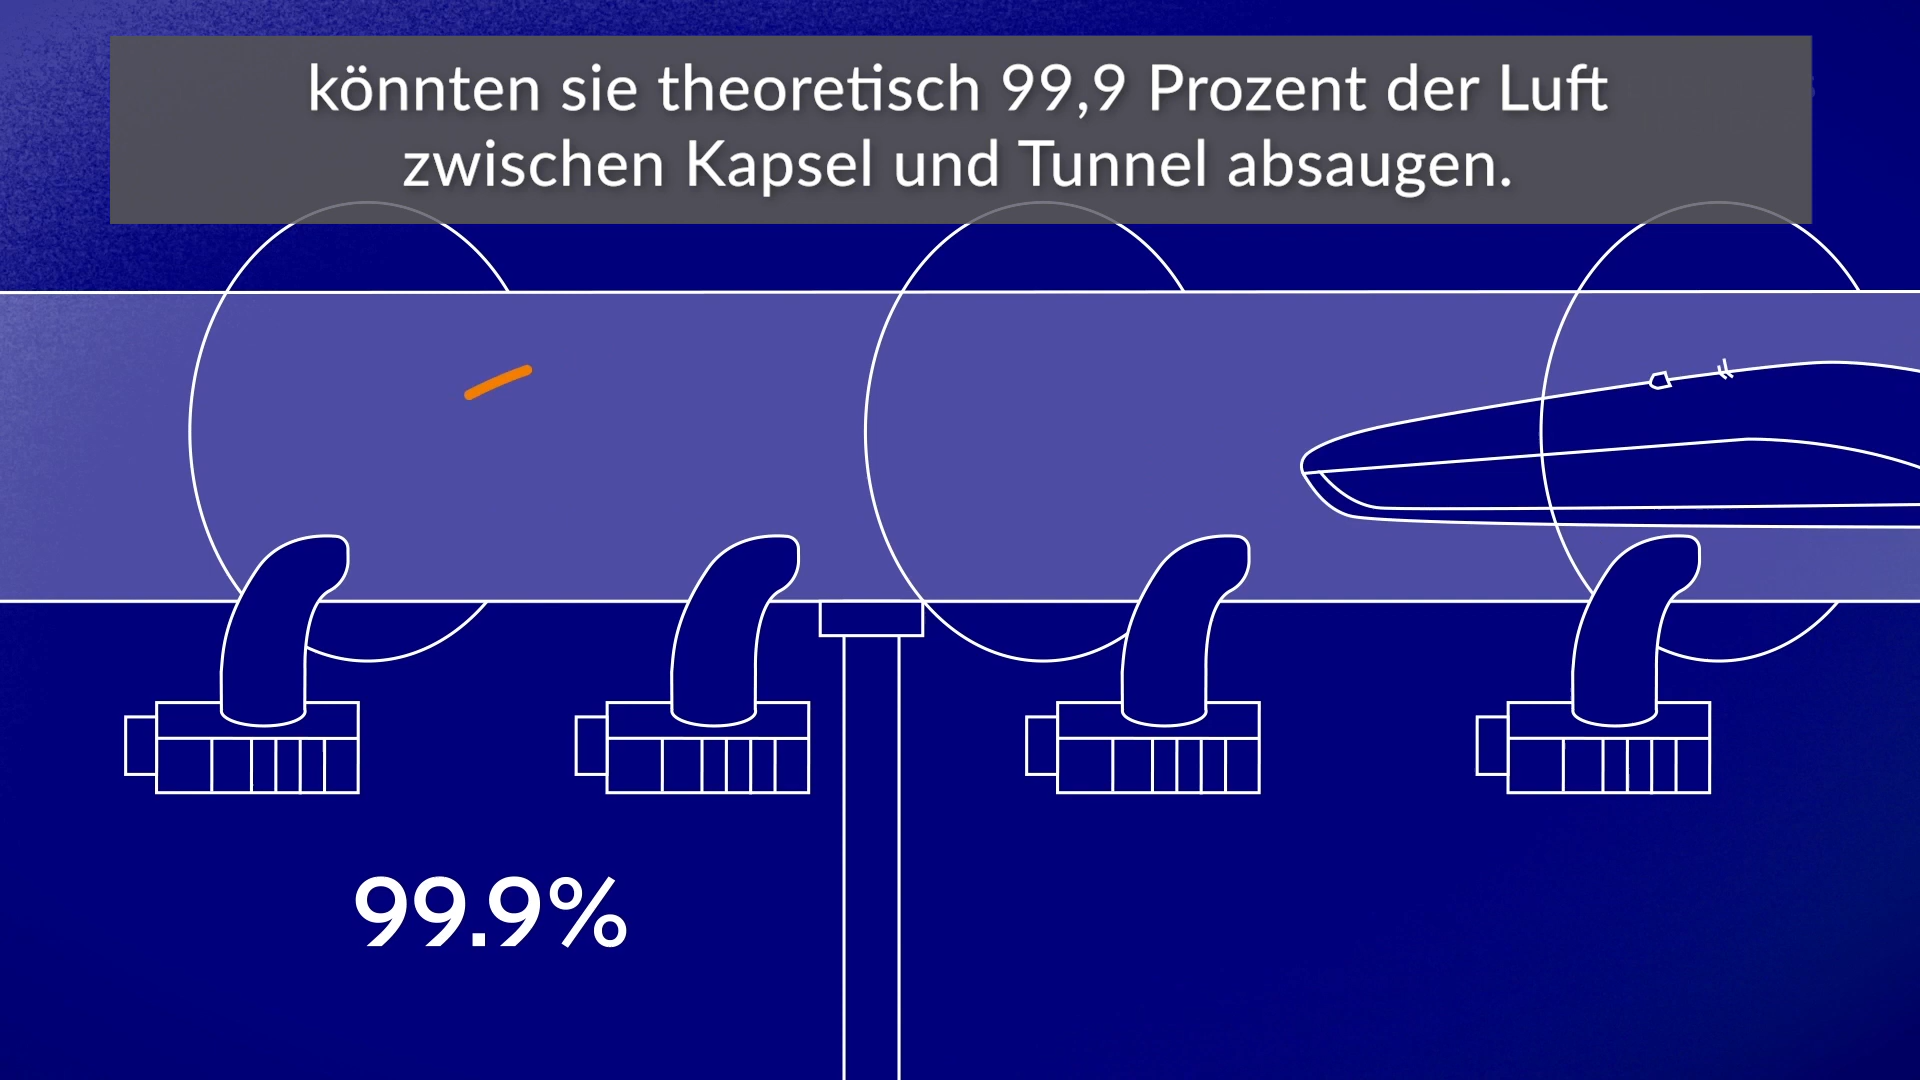 könnten sie theoretisch 99,9 Prozent der Luft
zwischen Kapsel und Tunnel absaugen.
99.9%